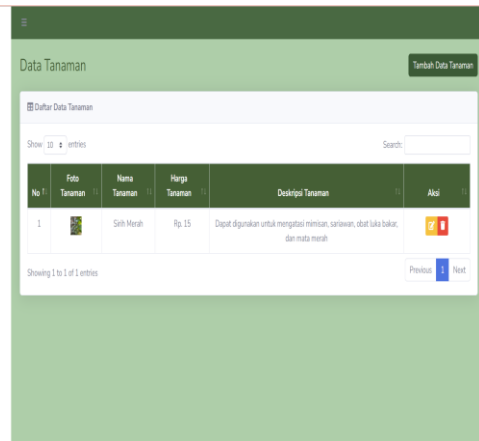 Data Tanaman
Tambah Data Tanaman
Daftar Data Tanaman
Show 10 entries
Search:
No
Foto Tanaman
Nama Tanaman
Harga Tanaman
Deskripsi Tanaman
Aksi
1
Sirih Merah
Rp. 15
Dapat digunakan untuk mengatasi mimisan, sariawan, obat luka bakar,
dan mata merah
Showing 1 to 1 of 1 entries
Previous 1 Next